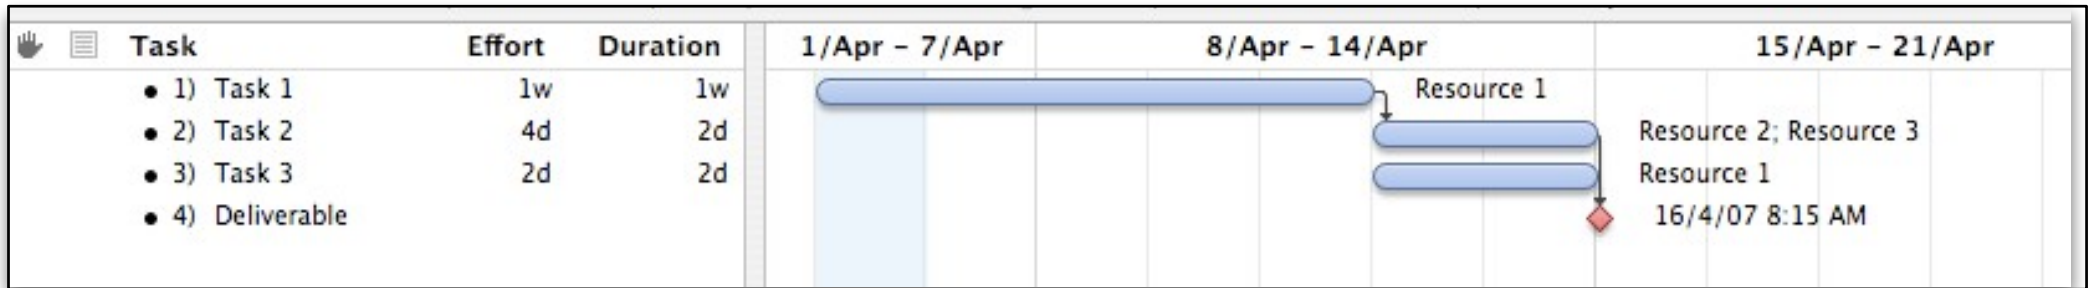 Task Effort Duration 1/Apr – 7/Apr 8/Apr – 14/Apr 15/Apr – 21/Apr
• 1) Task 1 1w 1w Resource 1
• 2) Task 2 4d 2d Resource 2; Resource 3
• 3) Task 3 2d 2d Resource 1
• 4) Deliverable 16/4/07 8:15 AM